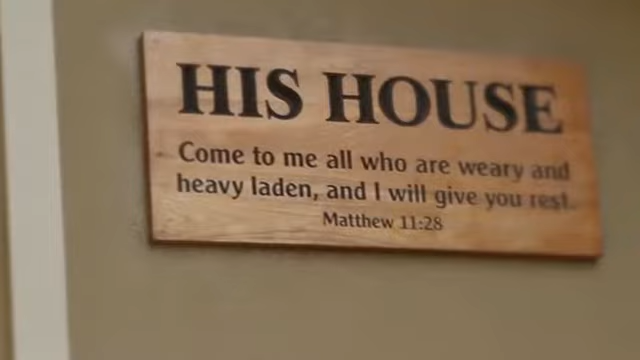 HIS HOUSE
Come to me all who are weary and
heavy laden, and I will give you rest.
Matthew 11:28